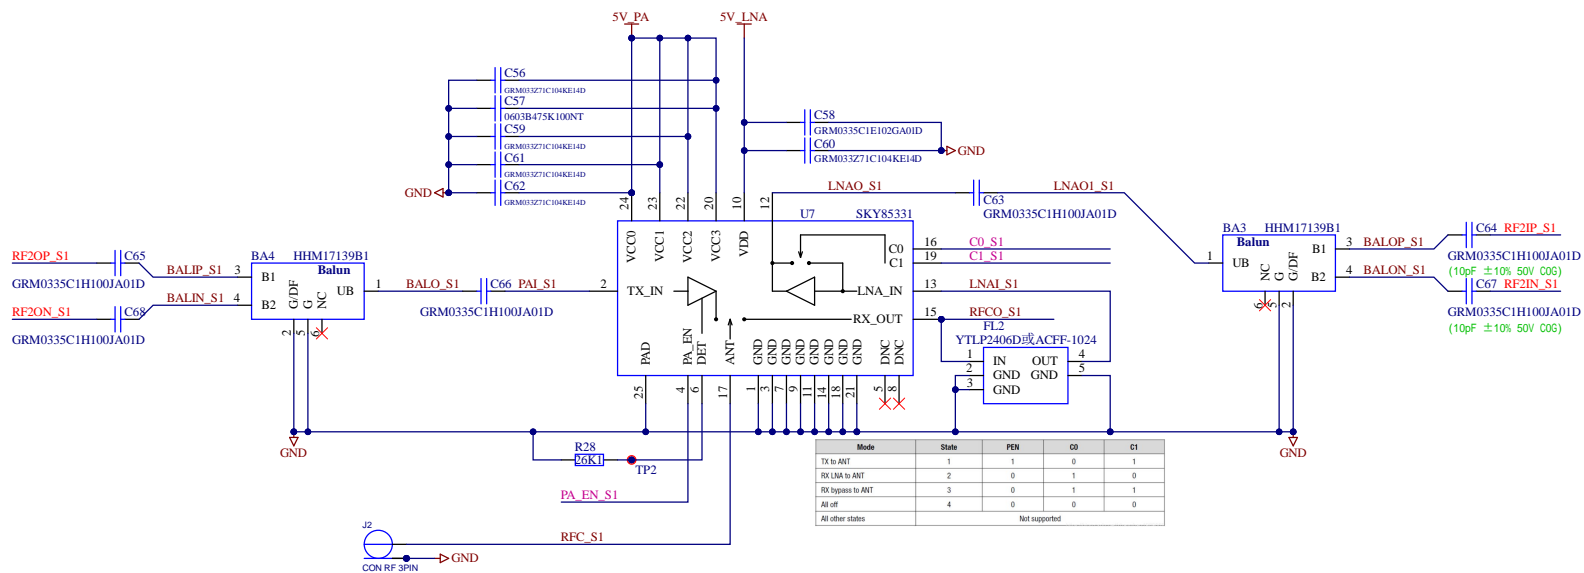 5V_PA
5V_LNA
C56
GRM033Z71C104KE14D
C57
0603B475K100NT
C59
GRM033Z71C104KE14D
C61
GRM033Z71C104KE14D
C62
GRM033Z71C104KE14D
GND
C58
GRM0335C1E102GA01D
C60
GRM033Z71C104KE14D
GND
LNAO_S1
C63
GRM0335C1H100JA01D
LNAO1_S1
24
23
22
20
10
12
U7
SKY85331
VCC0
VCC1
VCC2
VCC3
VDD
C0
C1
16
C0_S1
19
C1_S1
TX_IN
LNA_IN
13
LNAI_S1
RX_OUT
15
RFCO_S1
PAD
PA_EN
DET
ANT
GND
GND
GND
GND
GND
GND
GND
GND
DNC
DNC
25
4
6
17
1
3
7
9
11
14
18
21
5
8
RF2OP_S1
C65
GRM0335C1H100JA01D
BALIP_S1
3
RF2ON_S1
C68
GRM0335C1H100JA01D
BALIN_S1
4
BA4
HHM17139B1
Balun
B1
B2
UB
G/DF
G
NC
2
5
6
1
BALO_S1
C66
PAI_S1
GRM0335C1H100JA01D
2
FL2
YTLP2406D或ACFF-1024
1
IN
OUT
4
2
GND
GND
5
3
GND
BA3
HHM17139B1
Balun
1
UB
B1
B2
NC
G
G/DF
6
5
2
3
BALOP_S1
C64
RF2IP_S1
GRM0335C1H100JA01D
(10pF ±10% 50V COG)
4
BALON_S1
C67
RF2IN_S1
GRM0335C1H100JA01D
(10pF ±10% 50V COG)
GND
GND
R28
26K1
TP2
PA_EN_S1
J2
CON RF 3PIN
RFC_S1
GND
Mode State PEN C0 C1
TX to ANT 1 1 0 1
RX LNA to ANT 2 0 1 0
RX bypass to ANT 3 0 1 1
All off 4 0 0 0
All other states Not supported